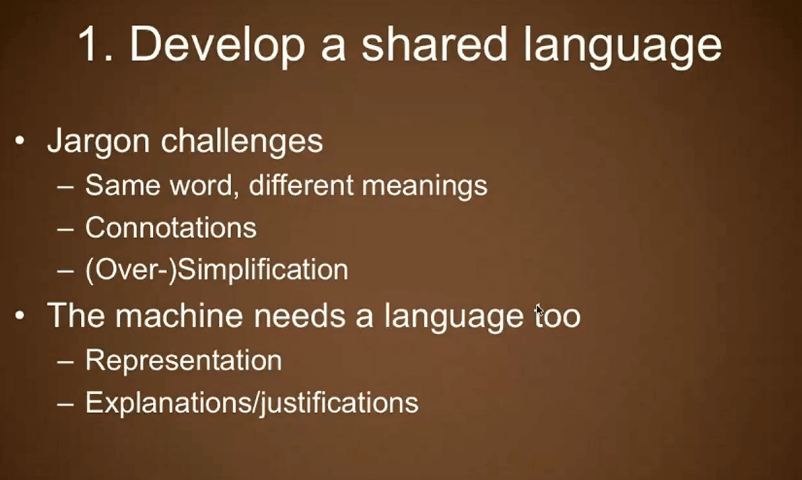 1. Develop a shared language
• Jargon challenges
– Same word, different meanings
– Connotations
– (Over-)Simplification
• The machine needs a language too
– Representation
– Explanations/justifications